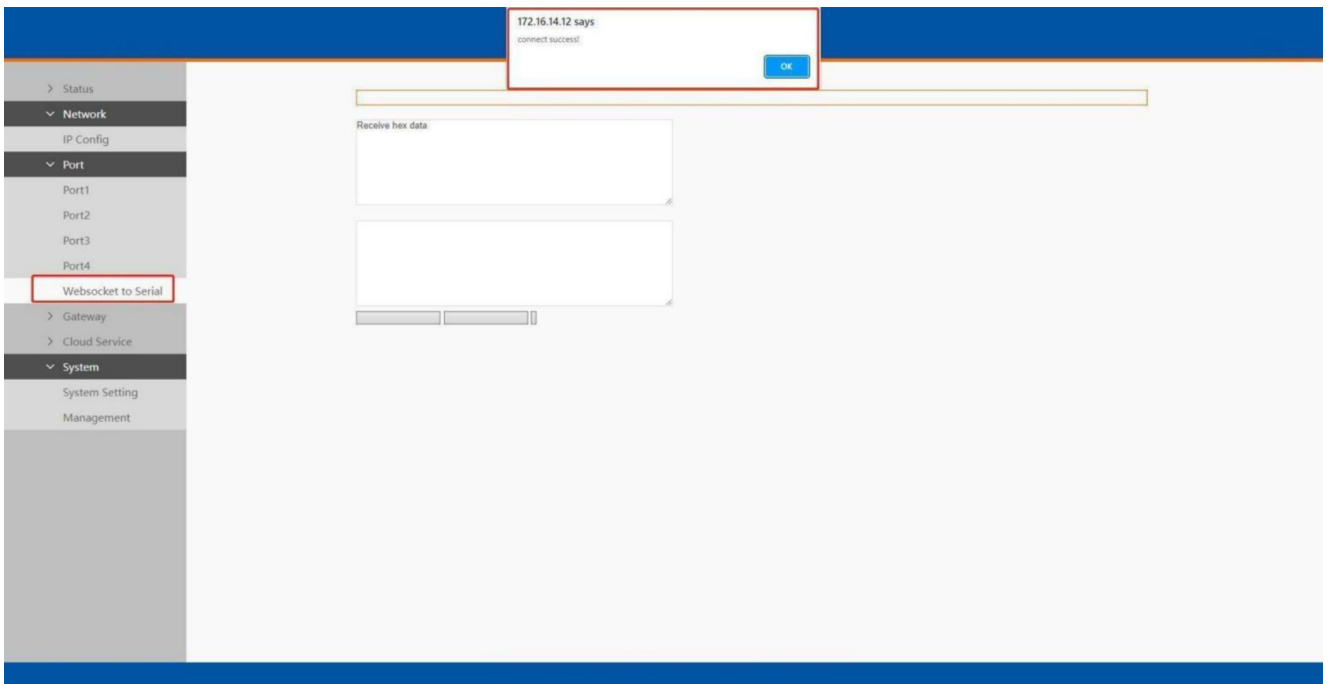 172.16.14.12 says
connect success!
OK
Status
Network
IP Config
Port
Port1
Port2
Port3
Port4
Websocket to Serial
Gateway
Cloud Service
System
System Setting
Management
Receive hex data